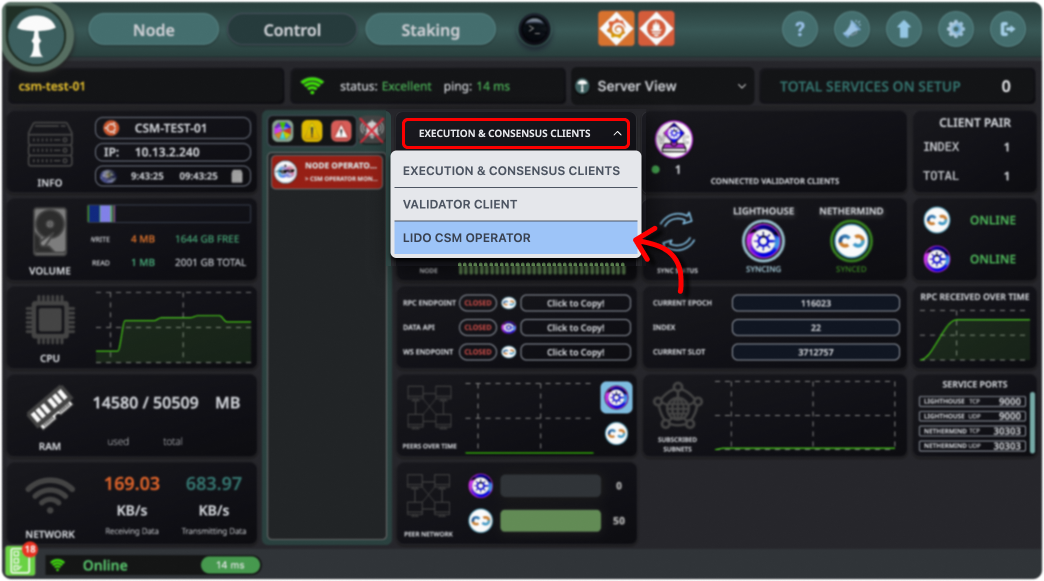 Node
Control
Staking
?
csm-test-01
status: Excellent ping: 14 ms
Server View
TOTAL SERVICES ON SETUP 0
INFO
CSM-TEST-01
IP: 10.13.2.240
9:43:25 09:43:25
VOLUME
WRITE 4 MB 1644 GB FREE
READ 1 MB 2001 GB TOTAL
CPU
RAM
14580 / 50509 MB
used total
NETWORK
169.03 683.97
KB/s KB/s
Receiving Data Transmitting Data
NODE OPERATO...
> CSM OPERATOR MON...
EXECUTION & CONSENSUS CLIENTS
EXECUTION & CONSENSUS CLIENTS
VALIDATOR CLIENT
LIDO CSM OPERATOR
NODE
1
CONNECTED VALIDATOR CLIENTS
CLIENT PAIR
INDEX 1
TOTAL 1
SYNC STATUS
LIGHTHOUSE NETHERMIND
SYNCING SYNCED
ONLINE
ONLINE
RPC ENDPOINT CLOSED Click to Copy!
DATA API CLOSED Click to Copy!
WS ENDPOINT CLOSED Click to Copy!
CURRENT EPOCH 116023
INDEX 22
CURRENT SLOT 3712757
RPC RECEIVED OVER TIME
PEERS OVER TIME
SUBSCRIBED
SUBNETS
SERVICE PORTS
LIGHTHOUSE TCP 9000
LIGHTHOUSE UDP 9000
NETHERMIND TCP 30303
NETHERMIND UDP 30303
PEER NETWORK
0
50
18
Online
14 ms